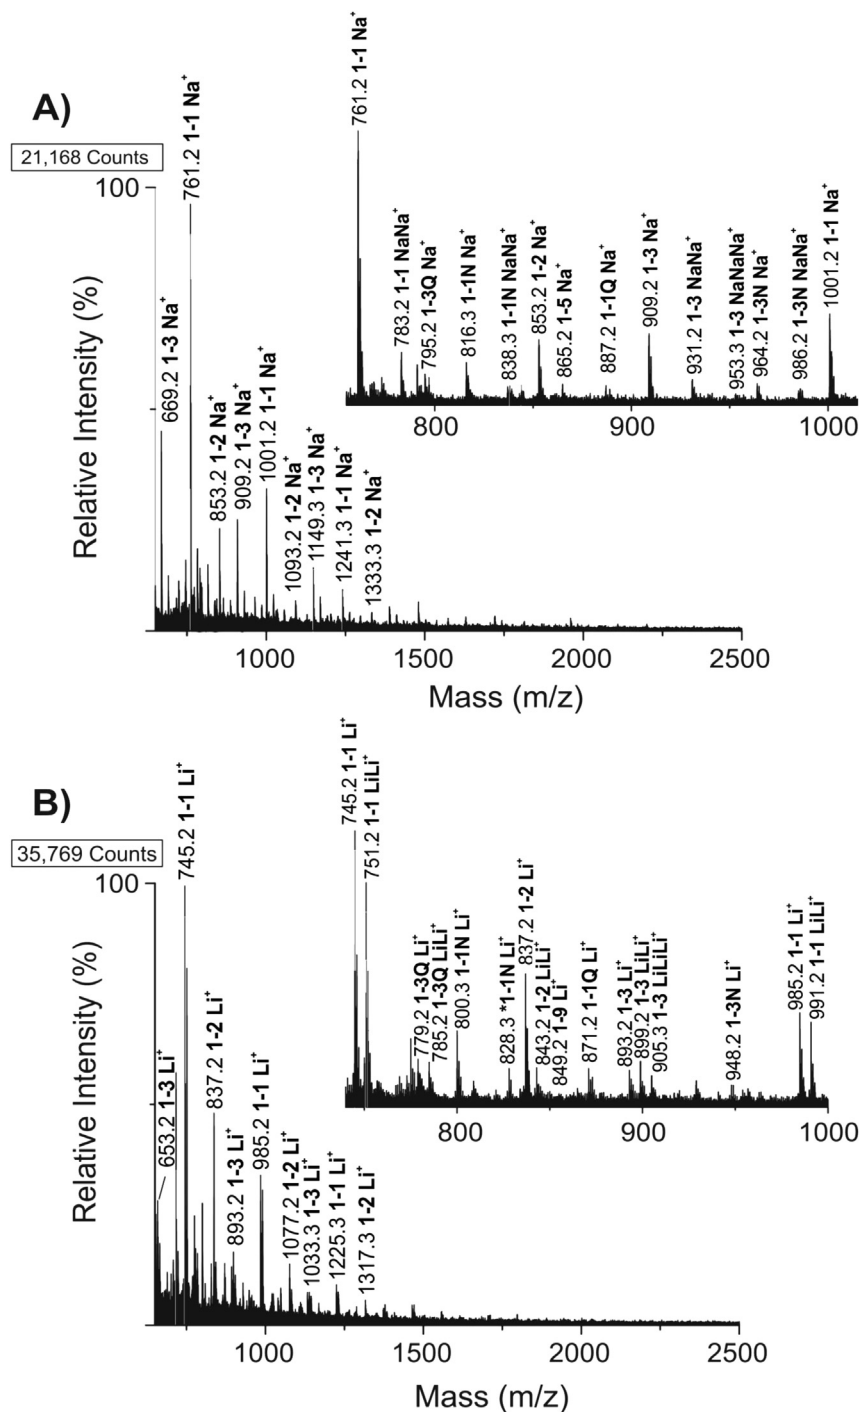 A)
21,168 Counts
100
Relative Intensity (%)
669.2 1-3 Na⁺
761.2 1-1 Na⁺
853.2 1-2 Na⁺
909.2 1-3 Na⁺
1001.2 1-1 Na⁺
1093.2 1-2 Na⁺
1149.3 1-3 Na⁺
1241.3 1-1 Na⁺
1333.3 1-2 Na⁺
1000
1500
2000
2500
Mass (m/z)
761.2 1-1 Na⁺
783.2 1-1 NaNa⁺
795.2 1-3Q Na⁺
816.3 1-1N Na⁺
838.3 1-1N NaNa⁺
853.2 1-2 Na⁺
865.2 1-5 Na⁺
887.2 1-1Q Na⁺
909.2 1-3 Na⁺
931.2 1-3 NaNa⁺
953.3 1-3 NaNaNa⁺
964.2 1-3N Na⁺
986.2 1-3N NaNa⁺
1001.2 1-1 Na⁺
800
900
1000
B)
35,769 Counts
100
Relative Intensity (%)
653.2 1-3 Li⁺
745.2 1-1 Li⁺
837.2 1-2 Li⁺
893.2 1-3 Li⁺
985.2 1-1 Li⁺
1077.2 1-2 Li⁺
1033.3 1-3 Li⁺
1225.3 1-1 Li⁺
1317.3 1-2 Li⁺
1000
1500
2000
2500
Mass (m/z)
745.2 1-1 Li⁺
751.2 1-1 LiLi⁺
779.2 1-3Q Li⁺
785.2 1-3Q LiLi⁺
800.3 1-1N Li⁺
828.3 *1-1N Li⁺
837.2 1-2 Li⁺
843.2 1-2 LiLi⁺
849.2 1-9 Li⁺
871.2 1-1Q Li⁺
893.2 1-3 Li⁺
899.2 1-3 LiLi⁺
905.3 1-3 LiLiLi⁺
948.2 1-3N Li⁺
985.2 1-1 Li⁺
991.2 1-1 LiLi⁺
800
900
1000